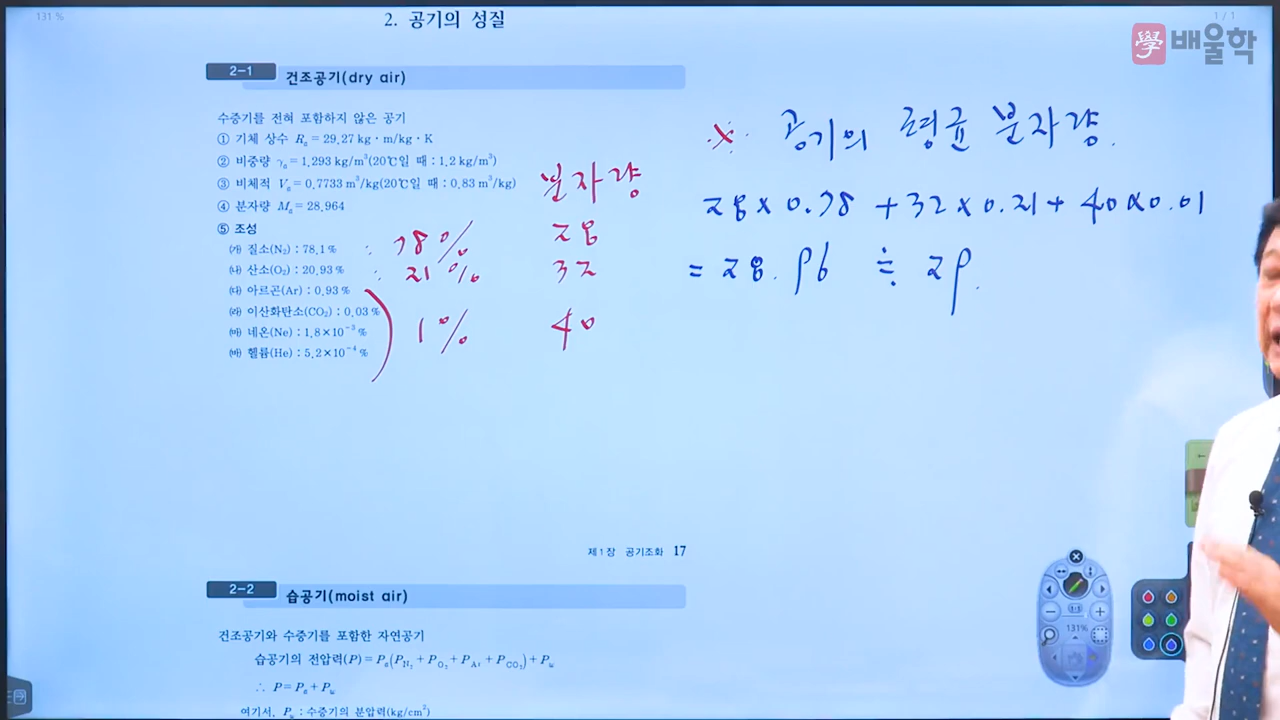 131 %
2. 공기의 성질
1 / 1
學 배울학
2-1 건조공기(dry air)
수증기를 전혀 포함하지 않은 공기
① 기체 상수 Rₐ = 29.27 kg · m/kg · K
② 비중량 γₐ = 1.293 kg/m³(20℃일 때 : 1.2 kg/m³)
③ 비체적 Vₐ = 0.7733 m³/kg(20℃일 때 : 0.83 m³/kg)
④ 분자량 Mₐ = 28.964
⑤ 조성
㈎ 질소(N₂) : 78.1 %
㈏ 산소(O₂) : 20.93 %
㈐ 아르곤(Ar) : 0.93 %
㈑ 이산화탄소(CO₂) : 0.03 %
㈒ 네온(Ne) : 1.8×10⁻³ %
㈓ 헬륨(He) : 5.2×10⁻⁴ %
분자량
: 78% 28
: 21% 32
1% 40
※ 공기의 평균 분자량.
28 × 0.78 + 32 × 0.21 + 40 × 0.01
= 28.96 ≒ 29.
제 1 장 공기조화 17
2-2 습공기(moist air)
건조공기와 수증기를 포함한 자연공기
습공기의 전압력(P) = Pₐ(P_N₂ + P_O₂ + P_Ar + P_CO₂) + P_w
∴ P = Pₐ + P_w
여기서, P_w : 수증기의 분압력(kg/cm²)
1:1
131%